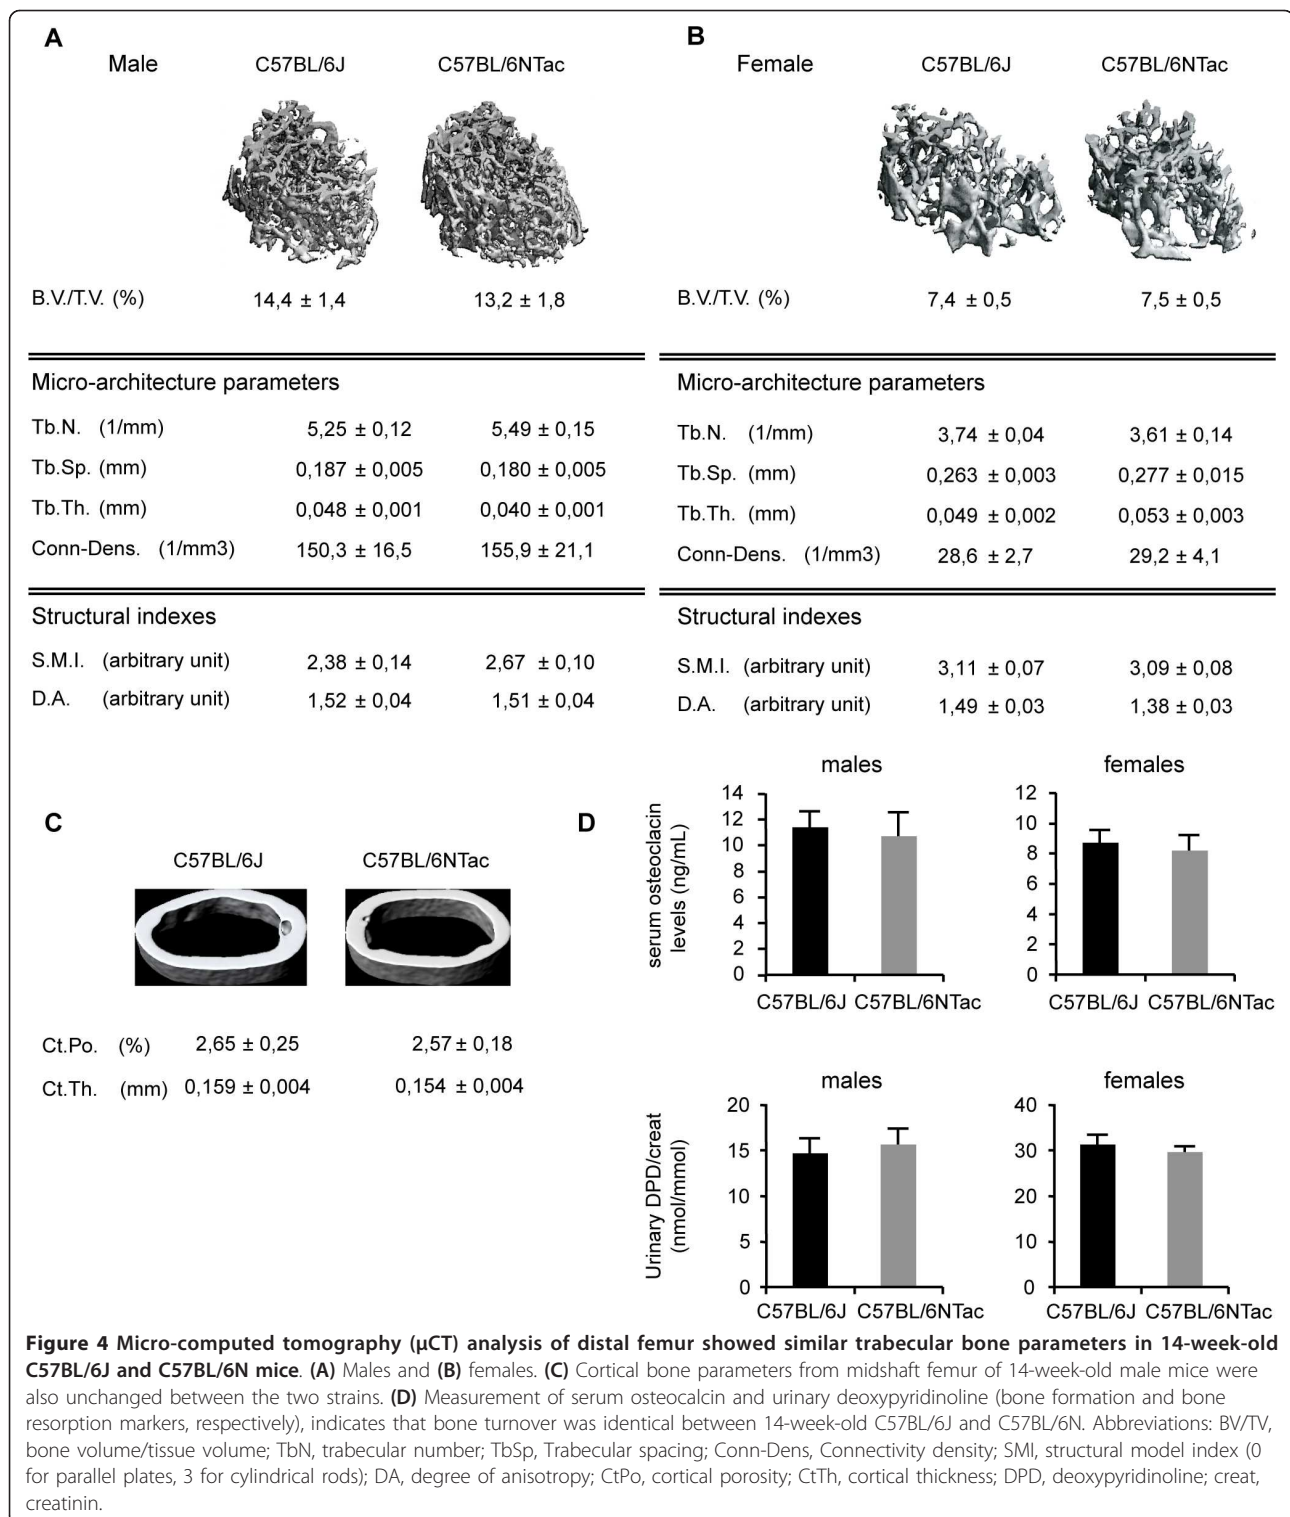 A
Male C57BL/6J C57BL/6NTac
B.V./T.V. (%) 14,4 ± 1,4 13,2 ± 1,8
Micro-architecture parameters
Tb.N. (1/mm) 5,25 ± 0,12 5,49 ± 0,15
Tb.Sp. (mm) 0,187 ± 0,005 0,180 ± 0,005
Tb.Th. (mm) 0,048 ± 0,001 0,040 ± 0,001
Conn-Dens. (1/mm3) 150,3 ± 16,5 155,9 ± 21,1
Structural indexes
S.M.I. (arbitrary unit) 2,38 ± 0,14 2,67 ± 0,10
D.A. (arbitrary unit) 1,52 ± 0,04 1,51 ± 0,04
B
Female C57BL/6J C57BL/6NTac
B.V./T.V. (%) 7,4 ± 0,5 7,5 ± 0,5
Micro-architecture parameters
Tb.N. (1/mm) 3,74 ± 0,04 3,61 ± 0,14
Tb.Sp. (mm) 0,263 ± 0,003 0,277 ± 0,015
Tb.Th. (mm) 0,049 ± 0,002 0,053 ± 0,003
Conn-Dens. (1/mm3) 28,6 ± 2,7 29,2 ± 4,1
Structural indexes
S.M.I. (arbitrary unit) 3,11 ± 0,07 3,09 ± 0,08
D.A. (arbitrary unit) 1,49 ± 0,03 1,38 ± 0,03
C
C57BL/6J C57BL/6NTac
Ct.Po. (%) 2,65 ± 0,25 2,57 ± 0,18
Ct.Th. (mm) 0,159 ± 0,004 0,154 ± 0,004
D
males
serum osteoclacin
levels (ng/mL)
14
12
10
8
6
4
2
0
C57BL/6J C57BL/6NTac
females
12
10
8
6
4
2
0
C57BL/6J C57BL/6NTac
males
Urinary DPD/creat
(nmol/mmol)
20
15
10
5
0
C57BL/6J C57BL/6NTac
females
40
30
20
10
0
C57BL/6J C57BL/6NTac
Figure 4 Micro-computed tomography (μCT) analysis of distal femur showed similar trabecular bone parameters in 14-week-old
C57BL/6J and C57BL/6N mice. (A) Males and (B) females. (C) Cortical bone parameters from midshaft femur of 14-week-old male mice were
also unchanged between the two strains. (D) Measurement of serum osteocalcin and urinary deoxypyridinoline (bone formation and bone
resorption markers, respectively), indicates that bone turnover was identical between 14-week-old C57BL/6J and C57BL/6N. Abbreviations: BV/TV,
bone volume/tissue volume; TbN, trabecular number; TbSp, Trabecular spacing; Conn-Dens, Connectivity density; SMI, structural model index (0
for parallel plates, 3 for cylindrical rods); DA, degree of anisotropy; CtPo, cortical porosity; CtTh, cortical thickness; DPD, deoxypyridinoline; creat,
creatinin.